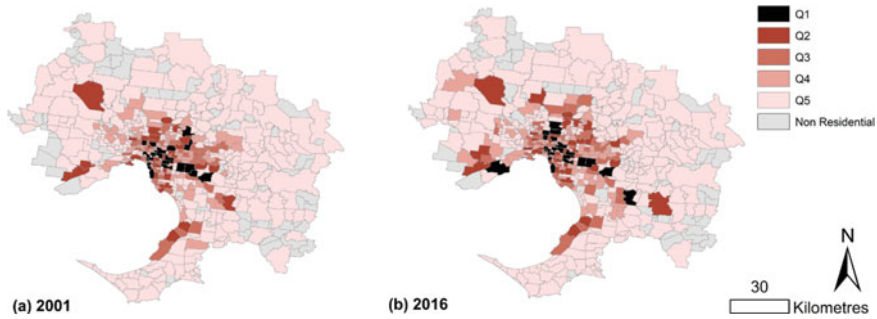 Q1
Q2
Q3
Q4
Q5
Non Residential
(a) 2001
(b) 2016
N
30
Kilometres